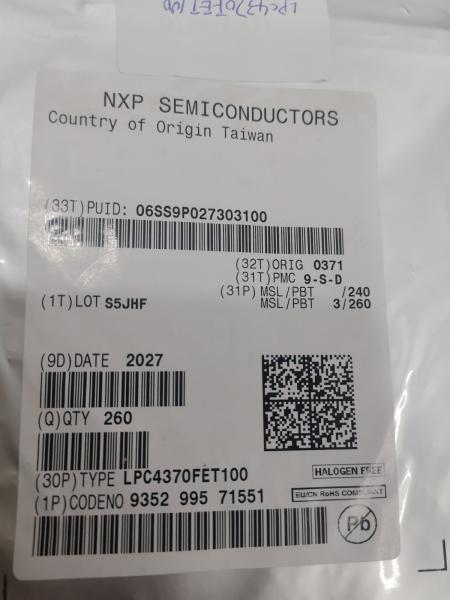 LPC4370FET100
NXP SEMICONDUCTORS
Country of Origin Taiwan
(33T)PUID: 06SS9P027303100
(32T)ORIG 0371
(31T)PMC 9-S-D
(31P) MSL/PBT /240
MSL/PBT 3/260
(1T)LOT S5JHF
(9D)DATE 2027
(Q)QTY 260
(30P)TYPE LPC4370FET100
HALOGEN FREE
(1P)CODENO 9352 995 71551
EU/CN RoHS COMPLIANT
Pb